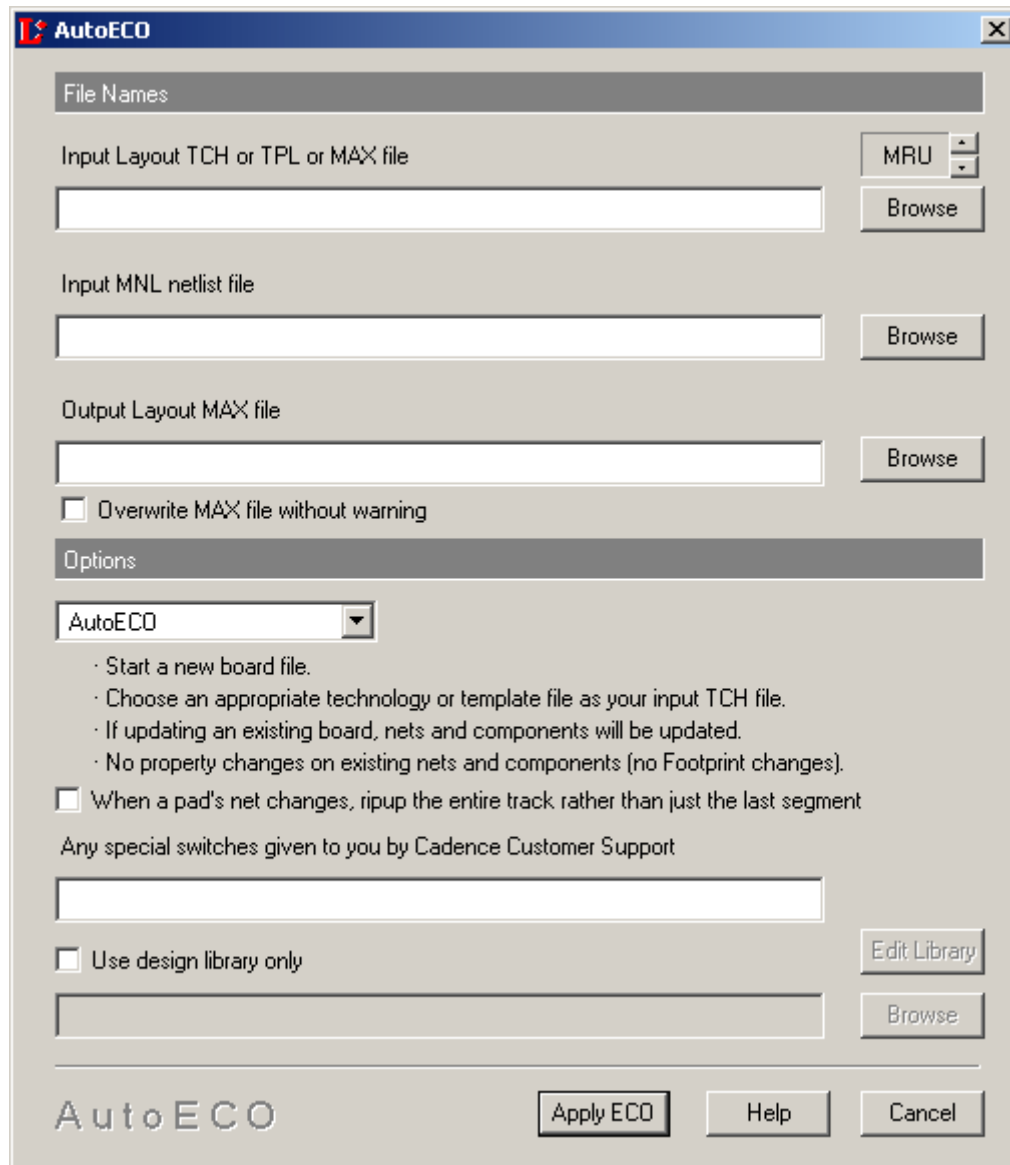 AutoECO
File Names
Input Layout TCH or TPL or MAX file
MRU
Browse
Input MNL netlist file
Browse
Output Layout MAX file
Browse
Overwrite MAX file without warning
Options
AutoECO
· Start a new board file.
· Choose an appropriate technology or template file as your input TCH file.
· If updating an existing board, nets and components will be updated.
· No property changes on existing nets and components (no Footprint changes).
When a pad's net changes, ripup the entire track rather than just the last segment
Any special switches given to you by Cadence Customer Support
Use design library only
Edit Library
Browse
AutoECO
Apply ECO
Help
Cancel